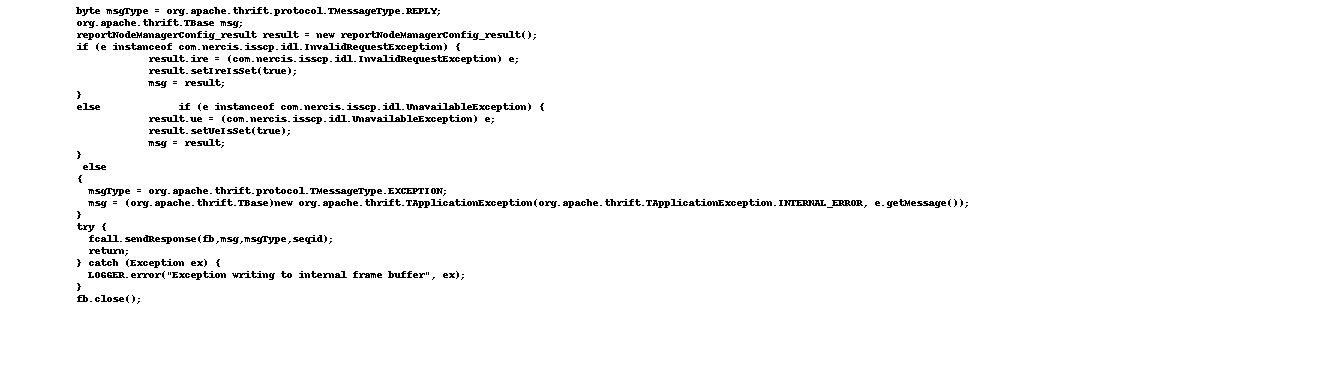 byte msgType = org.apache.thrift.protocol.TMessageType.REPLY;
org.apache.thrift.TBase msg;
reportNodeManagerConfig_result result = new reportNodeManagerConfig_result();
if (e instanceof com.nercis.isscp.idl.InvalidRequestException) {
            result.ire = (com.nercis.isscp.idl.InvalidRequestException) e;
            result.setIreIsSet(true);
            msg = result;
}
else             if (e instanceof com.nercis.isscp.idl.UnavailableException) {
            result.ue = (com.nercis.isscp.idl.UnavailableException) e;
            result.setUeIsSet(true);
            msg = result;
}
 else
{
  msgType = org.apache.thrift.protocol.TMessageType.EXCEPTION;
  msg = (org.apache.thrift.TBase)new org.apache.thrift.TApplicationException(org.apache.thrift.TApplicationException.INTERNAL_ERROR, e.getMessage());
}
try {
  fcall.sendResponse(fb,msg,msgType,seqid);
  return;
} catch (Exception ex) {
  LOGGER.error("Exception writing to internal frame buffer", ex);
}
fb.close();